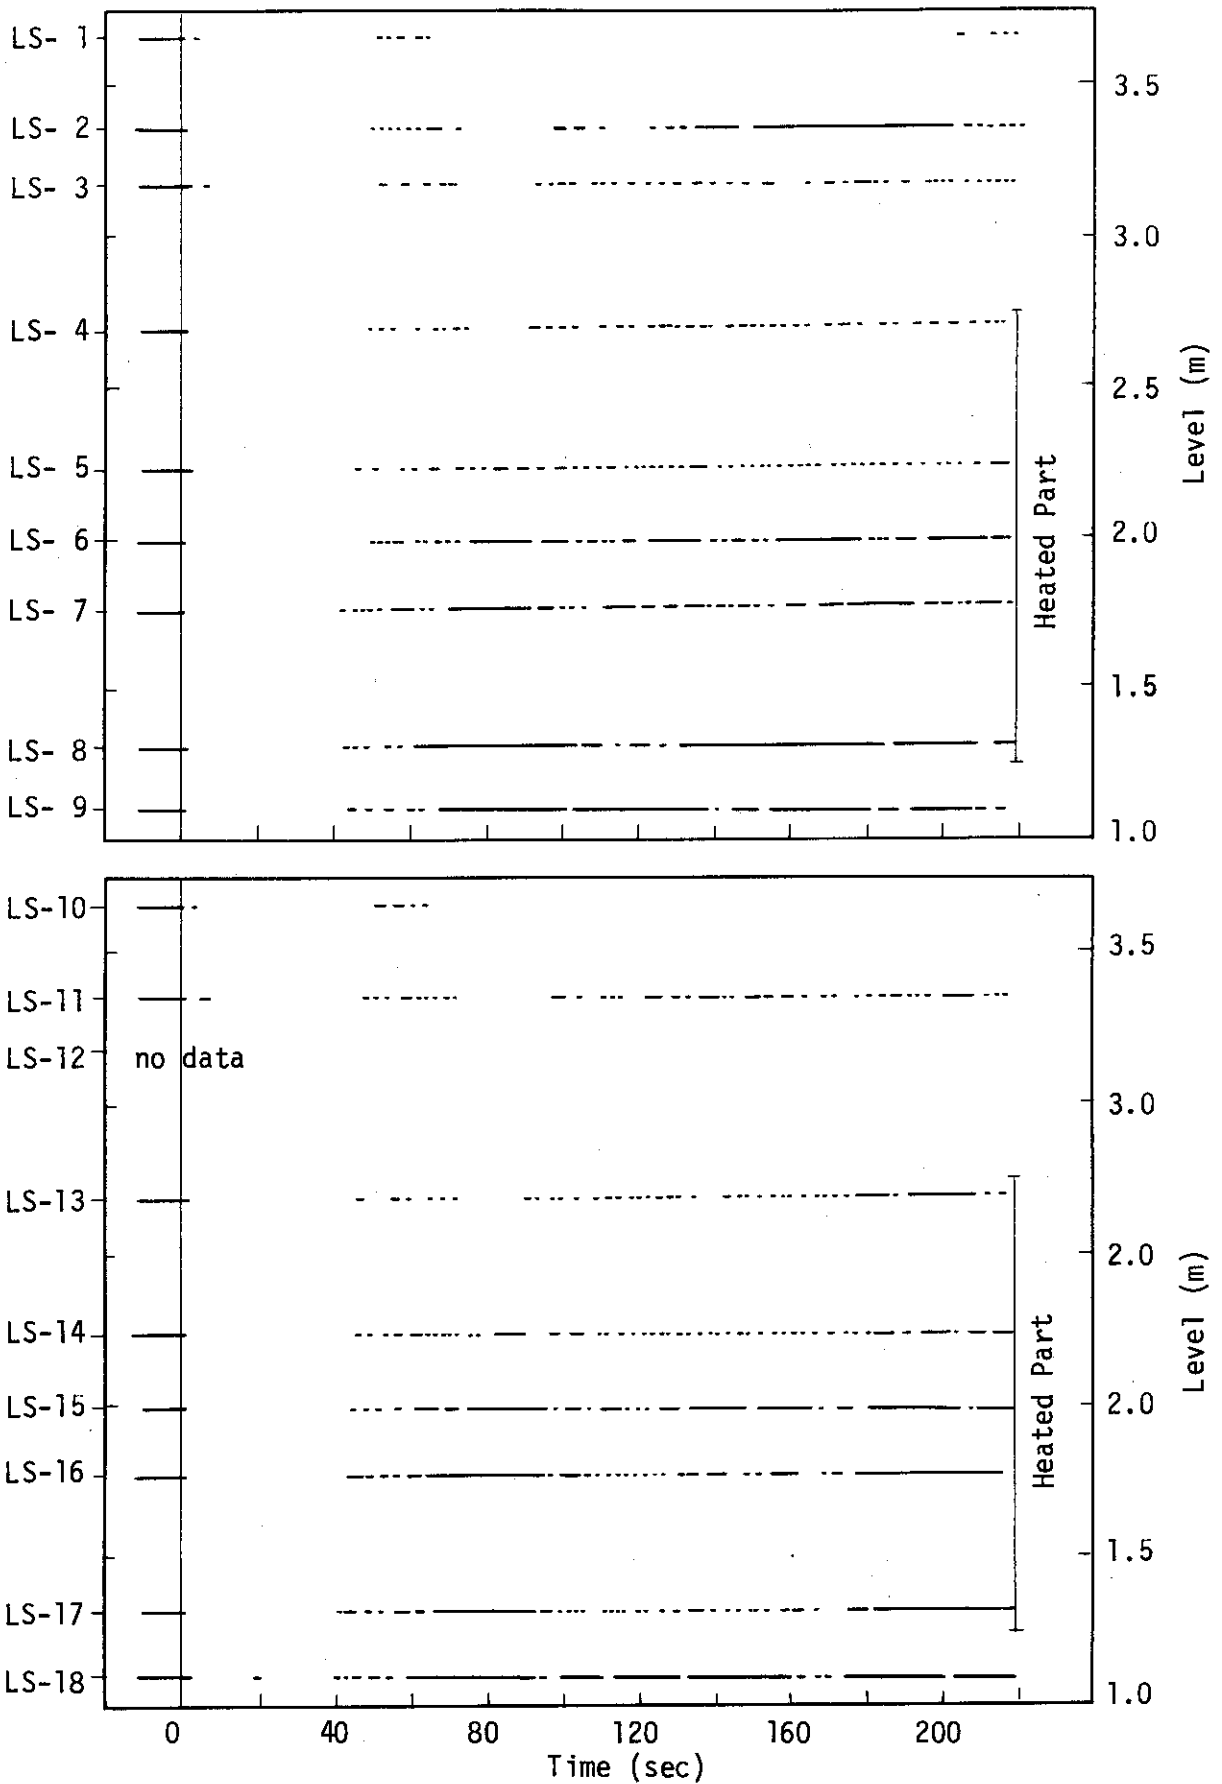 LS- 1
LS- 2
LS- 3
LS- 4
LS- 5
LS- 6
LS- 7
LS- 8
LS- 9
3.5
3.0
2.5
2.0
1.5
1.0
Level (m)
Heated Part
LS-10
LS-11
LS-12
no data
LS-13
LS-14
LS-15
LS-16
LS-17
LS-18
3.5
3.0
2.0
2.0
1.5
1.0
Level (m)
Heated Part
0 40 80 120 160 200
Time (sec)